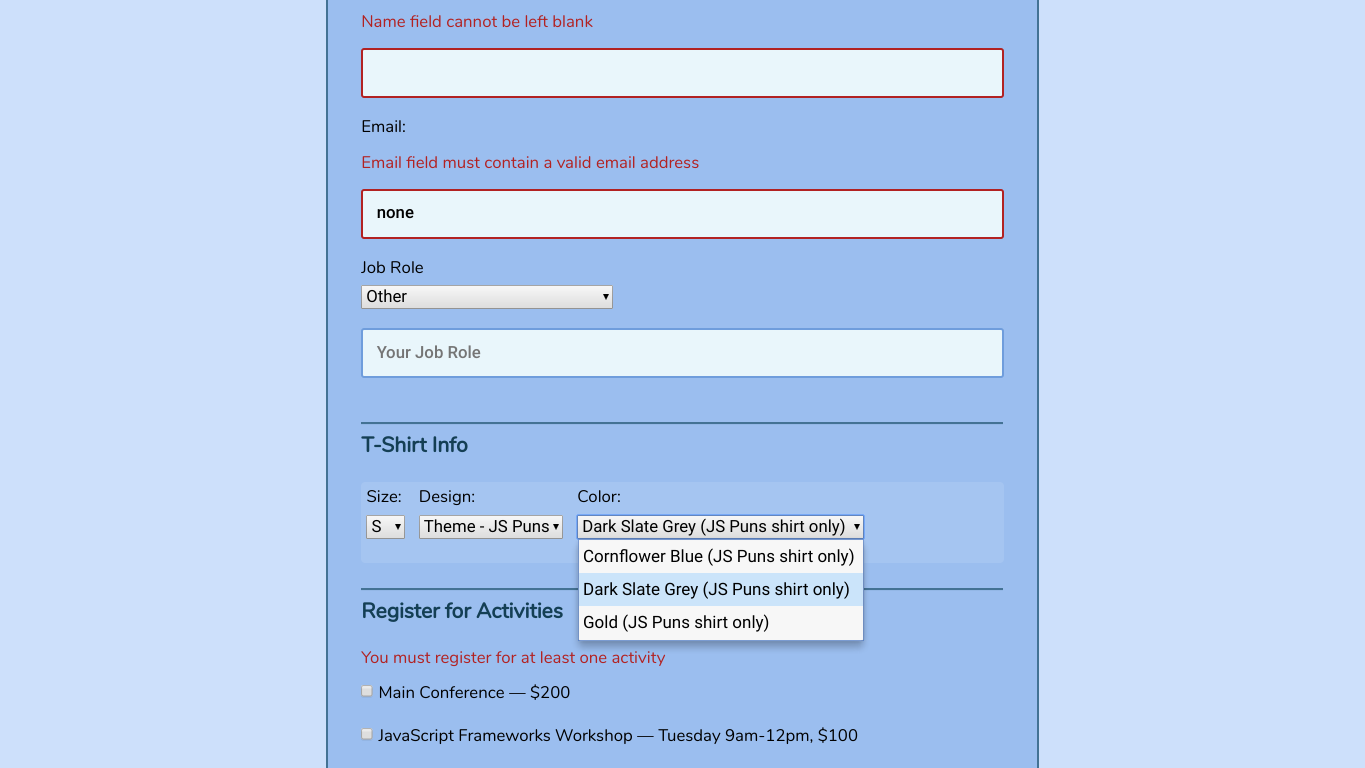 Name field cannot be left blank
Email:
Email field must contain a valid email address
none
Job Role
Other
Your Job Role
T-Shirt Info
Size: Design: Color:
S Theme - JS Puns Dark Slate Grey (JS Puns shirt only)
Cornflower Blue (JS Puns shirt only)
Dark Slate Grey (JS Puns shirt only)
Gold (JS Puns shirt only)
Register for Activities
You must register for at least one activity
Main Conference — $200
JavaScript Frameworks Workshop — Tuesday 9am-12pm, $100